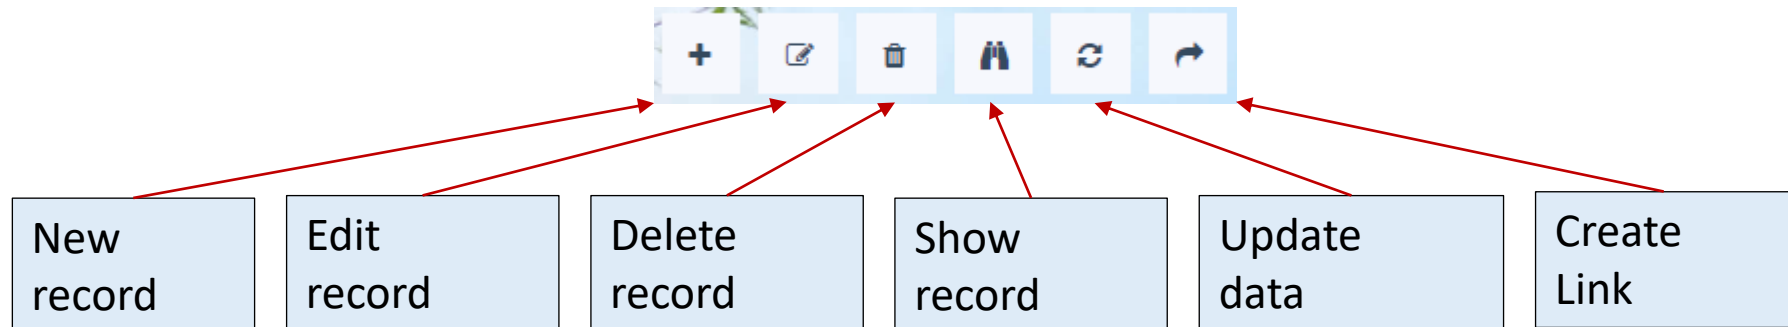 New
record
Edit
record
Delete
record
Show
record
Update
data
Create
Link